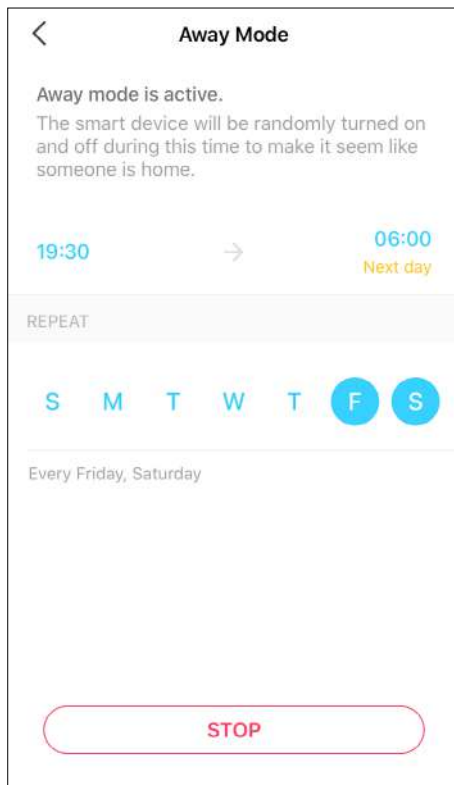 Away Mode
Away mode is active.
The smart device will be randomly turned on
and off during this time to make it seem like
someone is home.
19:30 → 06:00
Next day
REPEAT
S M T W T F S
Every Friday, Saturday
STOP